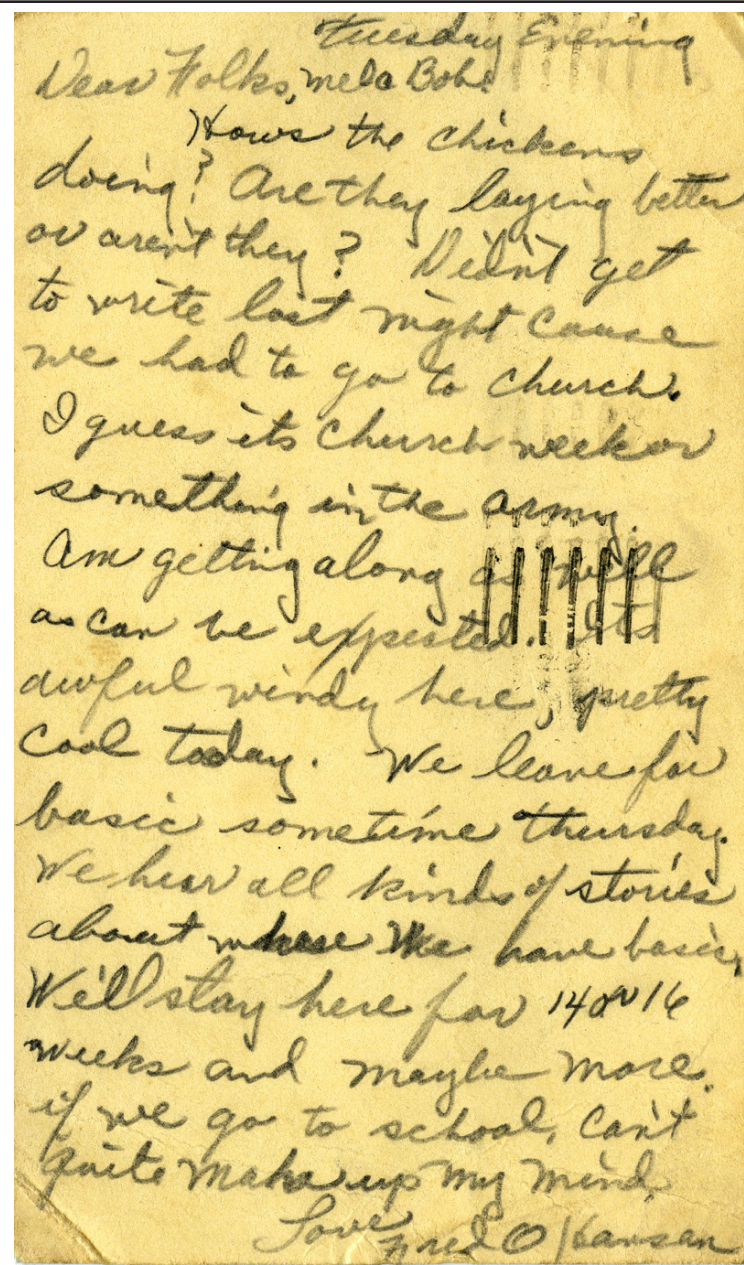 Tuesday Evening
Dear Folks, Mela Bob.
Hows the chickens
doing? Are they laying better
or aren't they? Didn't get
to write last night cause
we had to go to church.
I guess its church week or
something in the army.
Am getting along as well
as can be expected. Its
awful windy here, pretty
cool today. We leave for
basic sometime thursday.
We hear all kinds of stories
about where we have basic,
We'll stay here for 14 or 16
weeks and maybe more.
if we go to school, Can't
quite make up my mind.
Love
Fred O Hansen